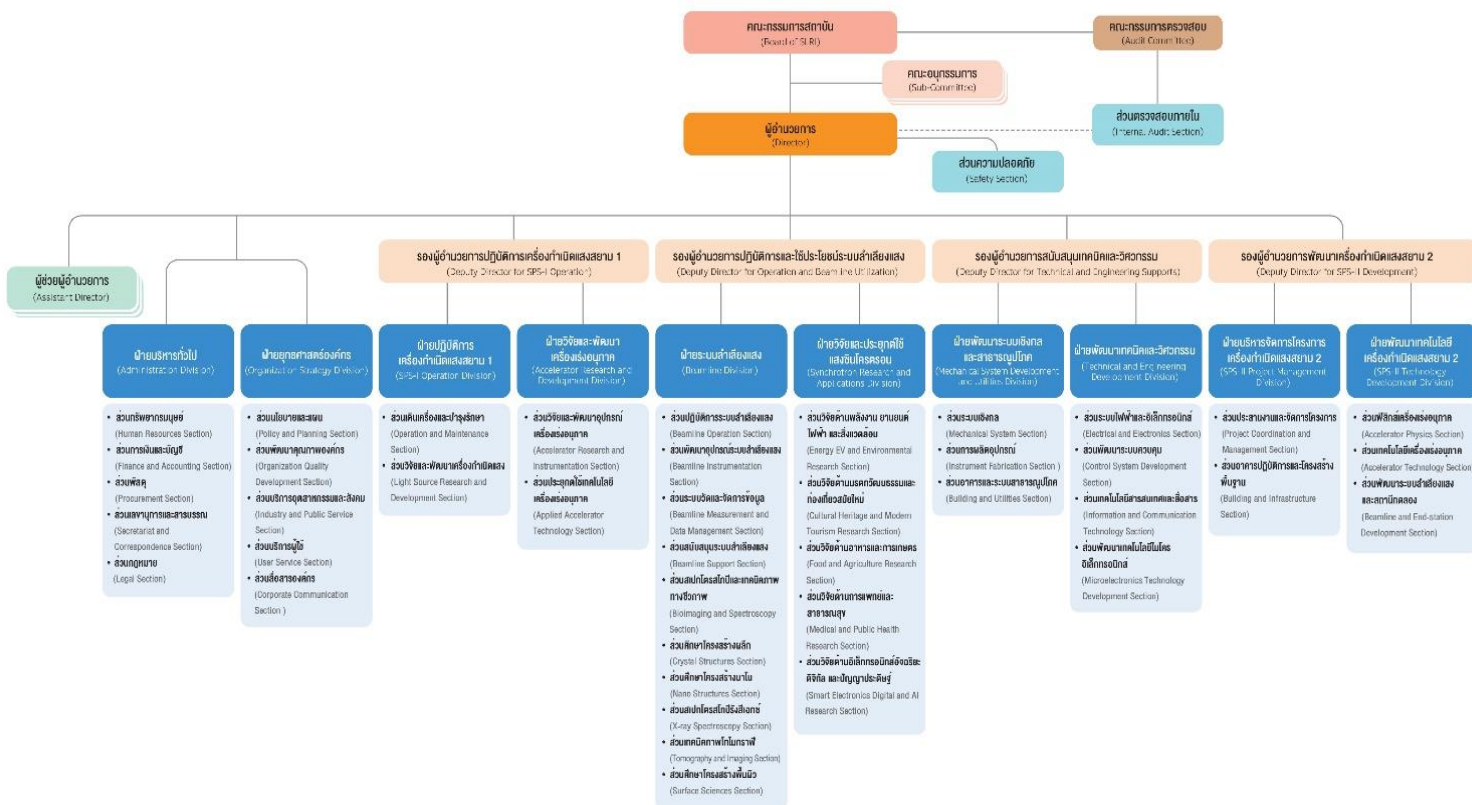 คณะกรรมการสถาบัน
(Board of SLRI)
คณะกรรมการตรวจสอบ
(Audit Committee)
คณะอนุกรรมการ
(Sub-Committee)
ผู้อำนวยการ
(Director)
ส่วนตรวจสอบภายใน
(Internal Audit Section)
ส่วนความปลอดภัย
(Safety Section)
ผู้ช่วยผู้อำนวยการ
(Assistant Director)
รองผู้อำนวยการปฏิบัติการเครื่องกำเนิดแสงสยาม 1
(Deputy Director for SPS-I Operation)
รองผู้อำนวยการปฏิบัติการและใช้ประโยชน์ระบบลำเลียงแสง
(Deputy Director for Operation and Beamline Utilization)
รองผู้อำนวยการสนับสนุนเทคนิคและวิศวกรรม
(Deputy Director for Technical and Engineering Supports)
รองผู้อำนวยการพัฒนาเครื่องกำเนิดแสงสยาม 2
(Deputy Director for SPS-II Development)
ฝ่ายบริหารทั่วไป
(Administration Division)
• ส่วนทรัพยากรมนุษย์
(Human Resources Section)
• ส่วนการเงินและบัญชี
(Finance and Accounting Section)
• ส่วนพัสดุ
(Procurement Section)
• ส่วนเลขานุการและสารบรรณ
(Secretariat and
Correspondence Section)
• ส่วนกฎหมาย
(Legal Section)
ฝ่ายยุทธศาสตร์องค์กร
(Organization Strategy Division)
• ส่วนนโยบายและแผน
(Policy and Planning Section)
• ส่วนพัฒนาคุณภาพองค์กร
(Organization Quality
Development Section)
• ส่วนบริการอุตสาหกรรมและสังคม
(Industry and Public Service
Section)
• ส่วนบริการผู้ใช้
(User Service Section)
• ส่วนสื่อสารองค์กร
(Corporate Communication
Section )
ฝ่ายปฏิบัติการ
เครื่องกำเนิดแสงสยาม 1
(SPS-I Operation Division)
• ส่วนเดินเครื่องและบำรุงรักษา
(Operation and Maintenance
Section)
• ส่วนวิจัยและพัฒนาเครื่องกำเนิดแสง
(Light Source Research and
Development Section)
ฝ่ายวิจัยและพัฒนา
เครื่องเร่งอนุภาค
(Accelerator Research and
Development Division)
• ส่วนวิจัยและพัฒนาอุปกรณ์
เครื่องเร่งอนุภาค
(Accelerator Research and
Instrumentation Section)
• ส่วนประยุกต์ใช้เทคโนโลยี
เครื่องเร่งอนุภาค
(Applied Accelerator
Technology Section)
ฝ่ายระบบลำเลียงแสง
(Beamline Division)
• ส่วนปฏิบัติการระบบลำเลียงแสง
(Beamline Operation Section)
• ส่วนพัฒนาอุปกรณ์ระบบลำเลียงแสง
(Beamline Instrumentation
Section)
• ส่วนระบบวัดและจัดการข้อมูล
(Beamline Measurement and
Data Management Section)
• ส่วนสนับสนุนระบบลำเลียงแสง
(Beamline Support Section)
• ส่วนสเปกโตรสโกปีและเทคนิคภาพ
ทางชีวภาพ
(Bioimaging and Spectroscopy
Section)
• ส่วนศึกษาโครงสร้างผลึก
(Crystal Structures Section)
• ส่วนศึกษาโครงสร้างนาโน
(Nano Structures Section)
• ส่วนสเปกโตรสโกปีรังสีเอกซ์
(X-ray Spectroscopy Section)
• ส่วนเทคนิคภาพโทโมกราฟี
(Tomography and Imaging Section)
• ส่วนศึกษาโครงสร้างพื้นผิว
(Surface Sciences Section)
ฝ่ายวิจัยและประยุกต์ใช้
แสงซินโครตรอน
(Synchrotron Research and
Applications Division)
• ส่วนวิจัยด้านพลังงาน ยานยนต์
ไฟฟ้า และสิ่งแวดล้อม
(Energy EV and Environmental
Research Section)
• ส่วนวิจัยด้านมรดกวัฒนธรรมและ
ท่องเที่ยวสมัยใหม่
(Cultural Heritage and Modern
Tourism Research Section)
• ส่วนวิจัยด้านอาหารและการเกษตร
(Food and Agriculture Research
Section)
• ส่วนวิจัยด้านการแพทย์และ
สาธารณสุข
(Medical and Public Health
Research Section)
• ส่วนวิจัยด้านอิเล็กทรอนิกส์อัจฉริยะ
ดิจิทัล และปัญญาประดิษฐ์
(Smart Electronics Digital and AI
Research Section)
ฝ่ายพัฒนาระบบเชิงกล
และสาธารณูปโภค
(Mechanical System Development
and Utilities Division)
• ส่วนระบบเชิงกล
(Mechanical System Section)
• ส่วนการผลิตอุปกรณ์
(Instrument Fabrication Section)
• ส่วนอาคารและระบบสาธารณูปโภค
(Building and Utilities Section)
ฝ่ายพัฒนาเทคนิคและวิศวกรรม
(Technical and Engineering
Development Division)
• ส่วนระบบไฟฟ้าและอิเล็กทรอนิกส์
(Electrical and Electronics Section)
• ส่วนพัฒนาระบบควบคุม
(Control System Development
Section)
• ส่วนเทคโนโลยีสารสนเทศและสื่อสาร
(Information and Communication
Technology Section)
• ส่วนพัฒนาเทคโนโลยีไมโคร
อิเล็กทรอนิกส์
(Microelectronics Technology
Development Section)
ฝ่ายบริหารจัดการโครงการ
เครื่องกำเนิดแสงสยาม 2
(SPS-II Project Management
Division)
• ส่วนประสานงานและจัดการโครงการ
(Project Coordination and
Management Section)
• ส่วนอาคารปฏิบัติการและโครงสร้าง
พื้นฐาน
(Building and Infrastructure
Section)
ฝ่ายพัฒนาเทคโนโลยี
เครื่องกำเนิดแสงสยาม 2
(SPS-II Technology
Development Division)
• ส่วนฟิสิกส์เครื่องเร่งอนุภาค
(Accelerator Physics Section)
• ส่วนเทคโนโลยีเครื่องเร่งอนุภาค
(Accelerator Technology Section)
• ส่วนพัฒนาระบบลำเลียงแสง
และสถานีทดลอง
(Beamline and End-station
Development Section)